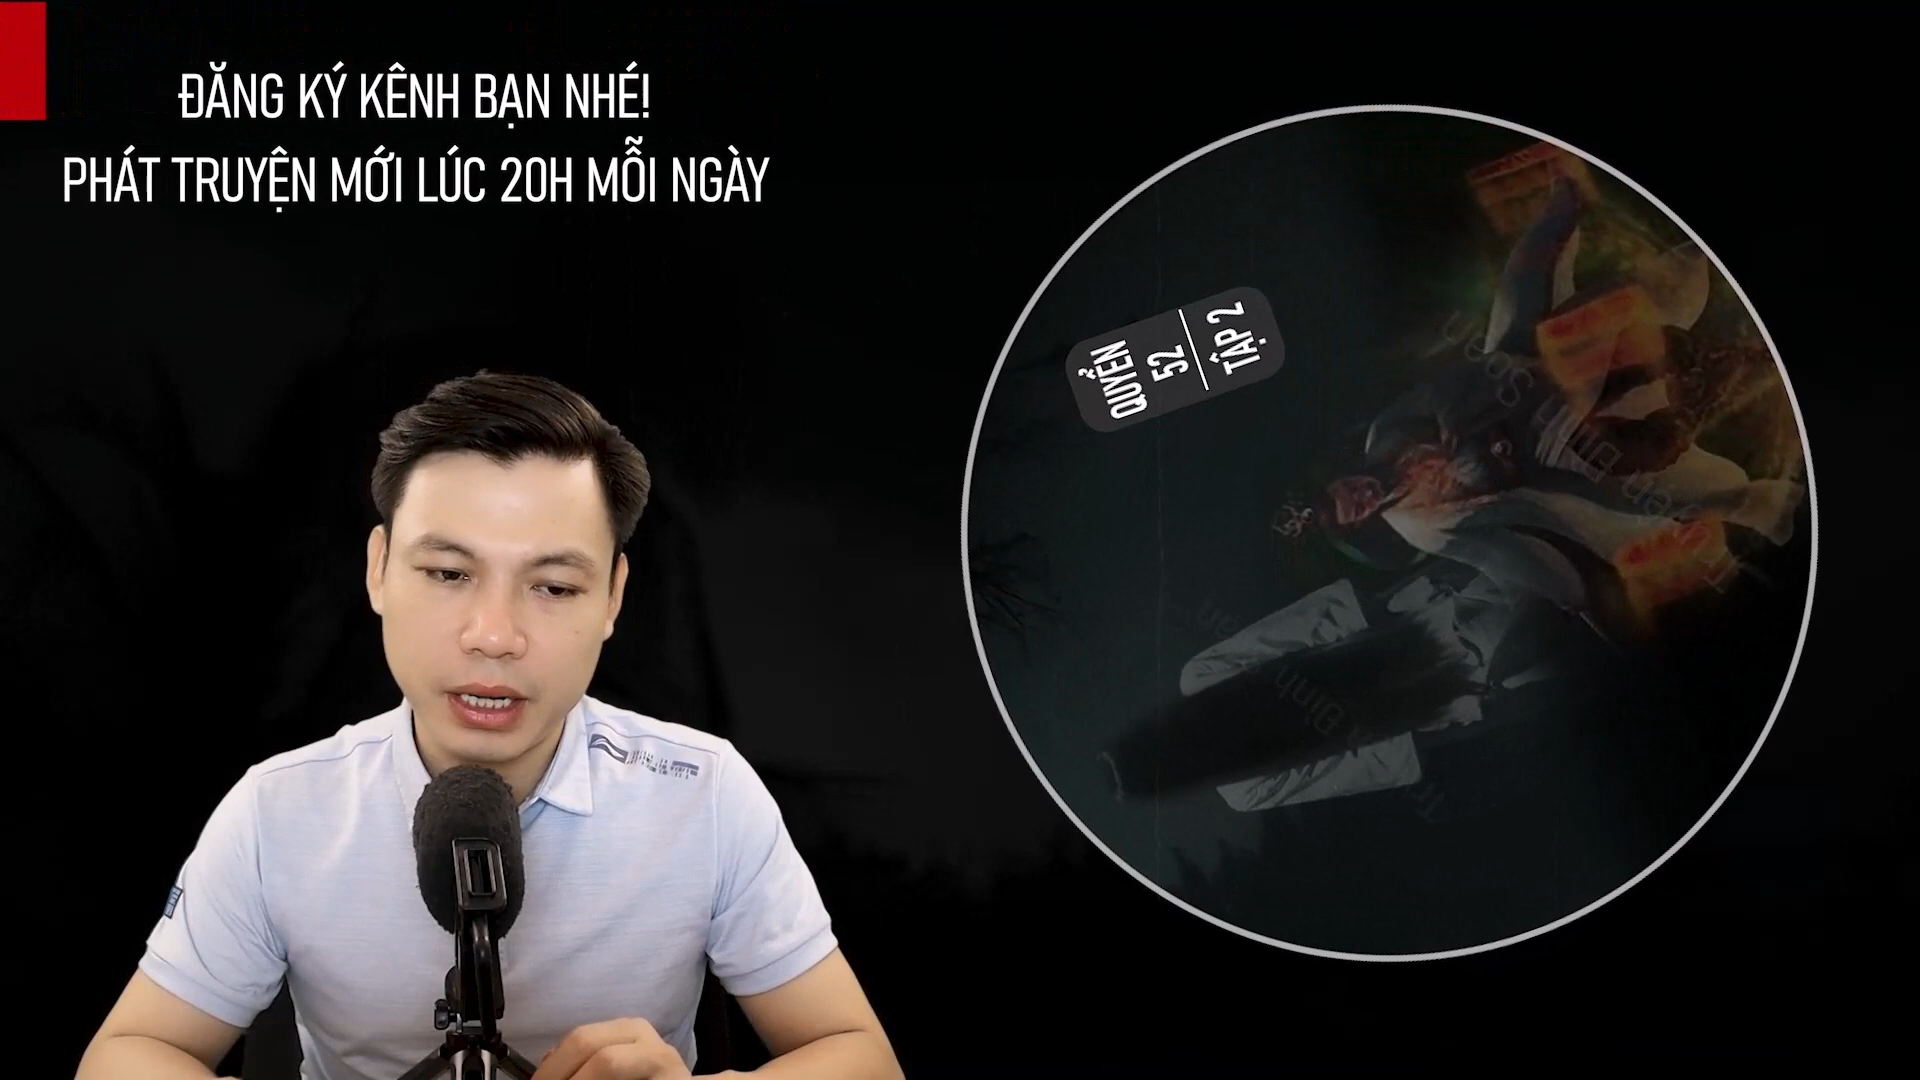 ĐĂNG KÝ KÊNH BẠN NHÉ!
PHÁT TRUYỆN MỚI LÚC 20H MỖI NGÀY
QUYỂN
52
TẬP 2